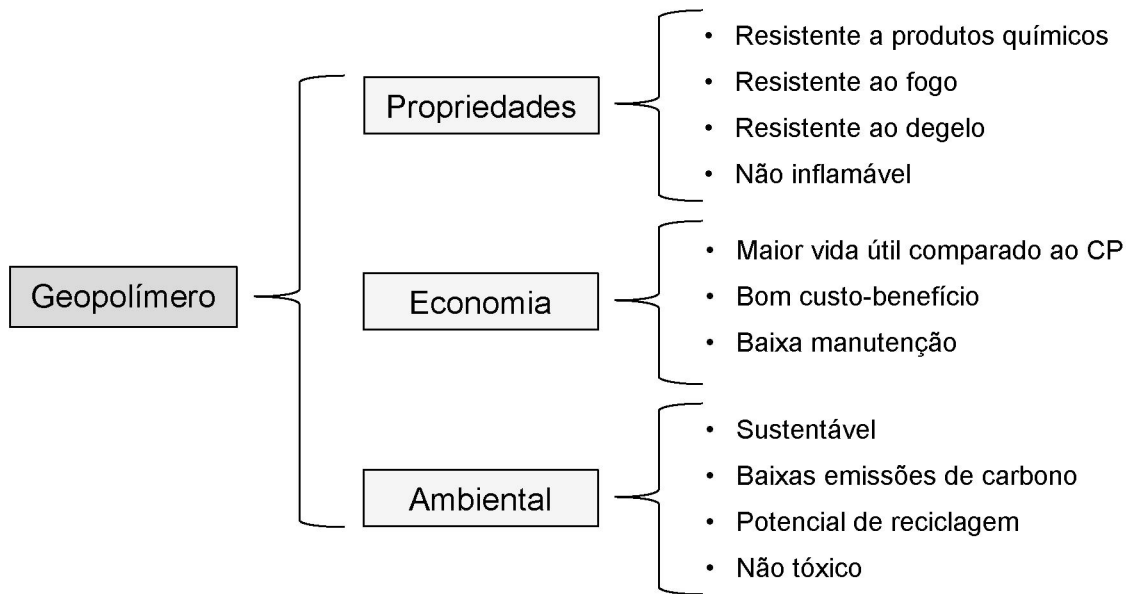 Geopolímero
Propriedades
• Resistente a produtos químicos
• Resistente ao fogo
• Resistente ao degelo
• Não inflamável
Economia
• Maior vida útil comparado ao CP
• Bom custo-benefício
• Baixa manutenção
Ambiental
• Sustentável
• Baixas emissões de carbono
• Potencial de reciclagem
• Não tóxico